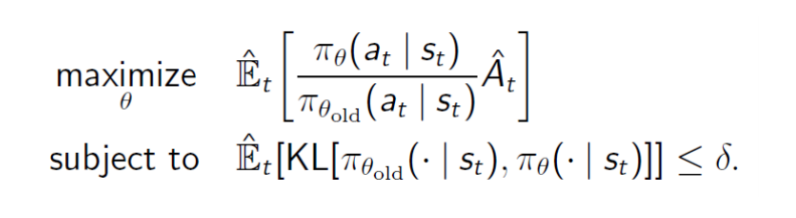 maximize_θ Ê_t [ π_θ(a_t | s_t) / π_θ_old(a_t | s_t) Â_t ]
subject to Ê_t[KL[π_θ_old(· | s_t), π_θ(· | s_t)]] ≤ δ.